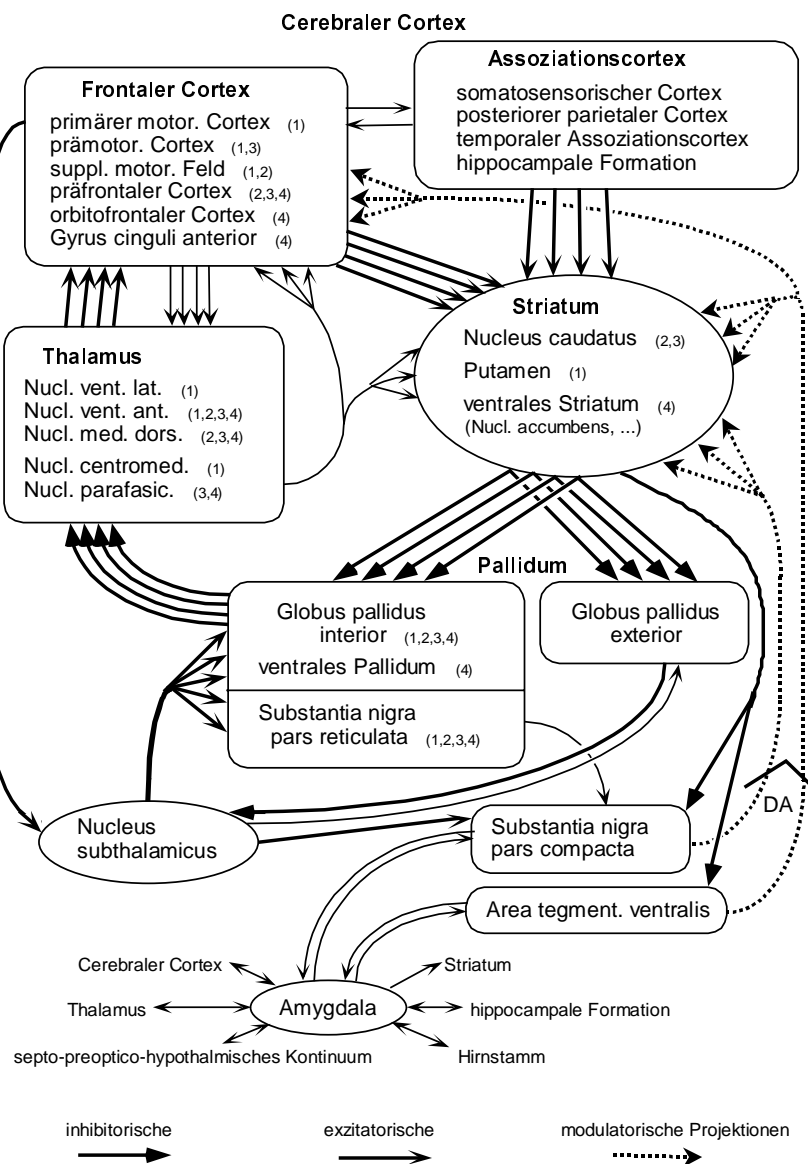 Cerebraler Cortex
Frontaler Cortex
primärer motor. Cortex (1)
prämotor. Cortex (1,3)
suppl. motor. Feld (1,2)
präfrontaler Cortex (2,3,4)
orbitofrontaler Cortex (4)
Gyrus cinguli anterior (4)
Assoziationscortex
somatosensorischer Cortex
posteriorer parietaler Cortex
temporaler Assoziationscortex
hippocampale Formation
Thalamus
Nucl. vent. lat. (1)
Nucl. vent. ant. (1,2,3,4)
Nucl. med. dors. (2,3,4)
Nucl. centromed. (1)
Nucl. parafasic. (3,4)
Striatum
Nucleus caudatus (2,3)
Putamen (1)
ventrales Striatum (4)
(Nucl. accumbens, ...)
Pallidum
Globus pallidus
interior (1,2,3,4)
ventrales Pallidum (4)
Substantia nigra
pars reticulata (1,2,3,4)
Globus pallidus
exterior
DA
Nucleus
subthalamicus
Substantia nigra
pars compacta
Area tegment. ventralis
Cerebraler Cortex
Striatum
Thalamus
Amygdala
hippocampale Formation
septo-preoptico-hypothalmisches Kontinuum
Hirnstamm
inhibitorische
exzitatorische
modulatorische Projektionen